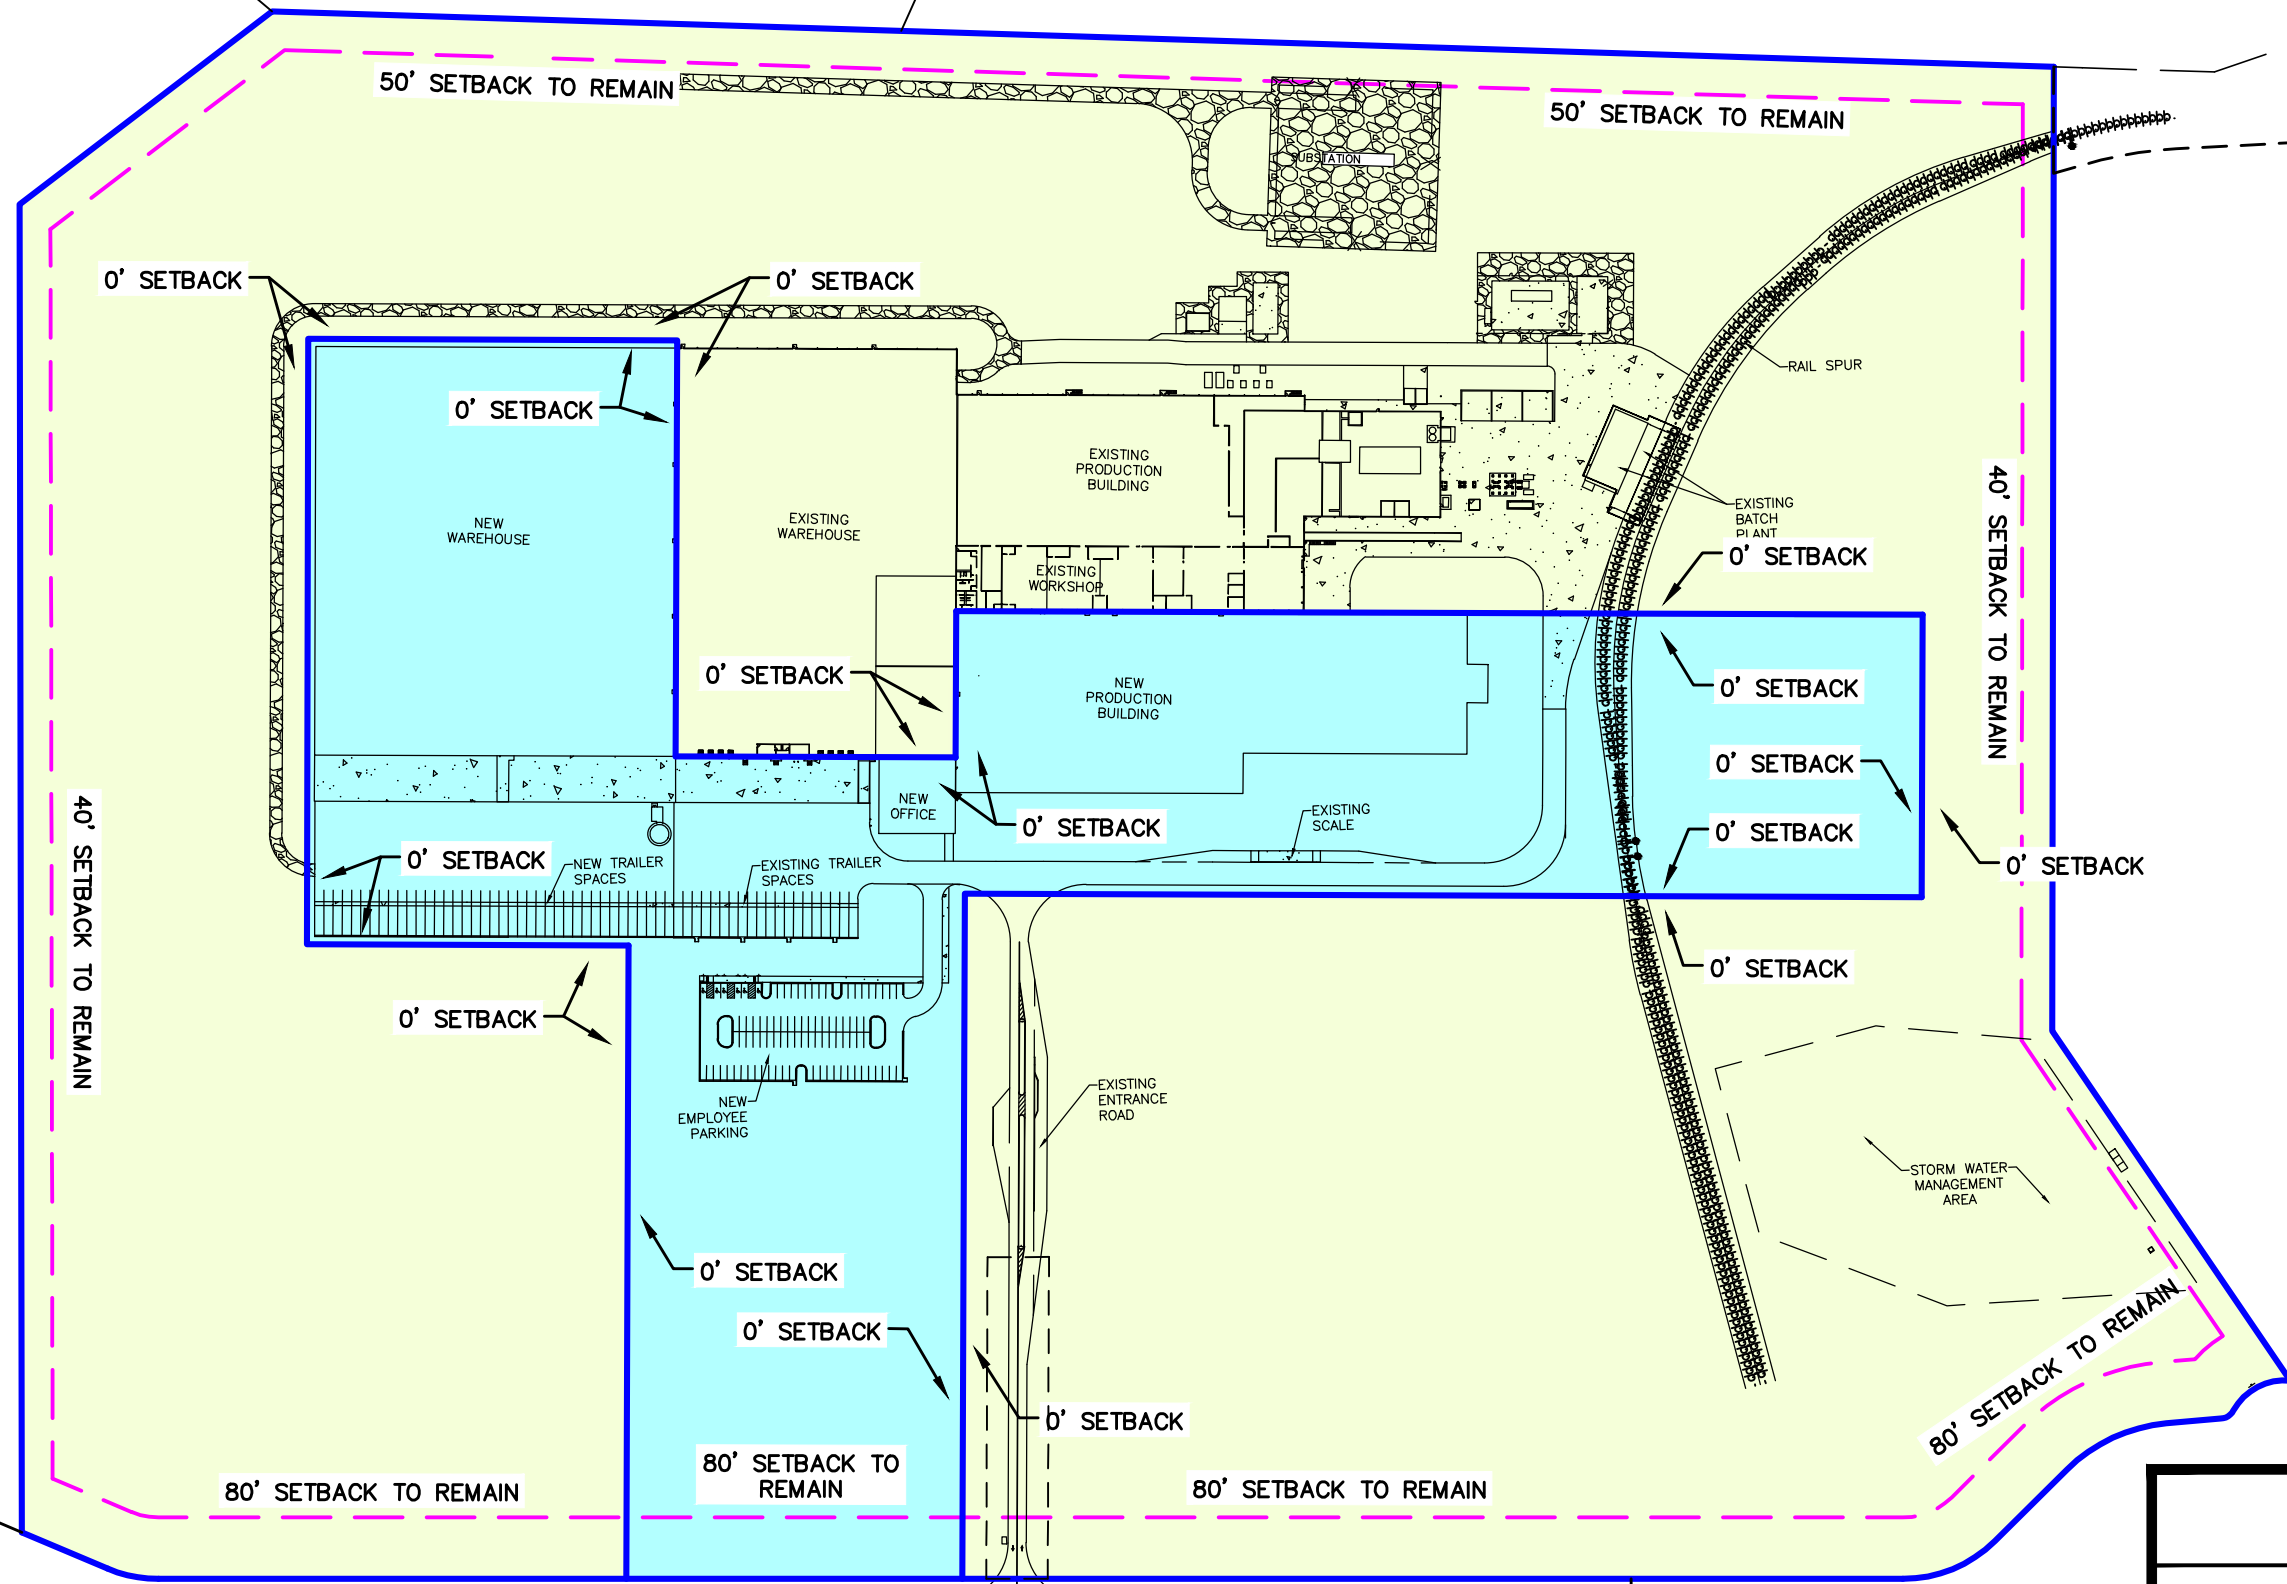 50' SETBACK TO REMAIN
50' SETBACK TO REMAIN
SUBSTATION
0' SETBACK
0' SETBACK
RAIL SPUR
0' SETBACK
EXISTING
PRODUCTION
BUILDING
NEW
WAREHOUSE
EXISTING
WAREHOUSE
EXISTING
BATCH
PLANT
40' SETBACK TO REMAIN
0' SETBACK
EXISTING
WORKSHOP
0' SETBACK
NEW
PRODUCTION
BUILDING
0' SETBACK
0' SETBACK
NEW
OFFICE
EXISTING
SCALE
0' SETBACK
0' SETBACK
40' SETBACK TO REMAIN
0' SETBACK
NEW TRAILER
SPACES
EXISTING TRAILER
SPACES
0' SETBACK
0' SETBACK
0' SETBACK
NEW
EMPLOYEE
PARKING
EXISTING
ENTRANCE
ROAD
STORM WATER
MANAGEMENT
AREA
0' SETBACK
0' SETBACK
0' SETBACK
80' SETBACK TO REMAIN
80' SETBACK TO REMAIN
80' SETBACK TO
REMAIN
80' SETBACK TO REMAIN